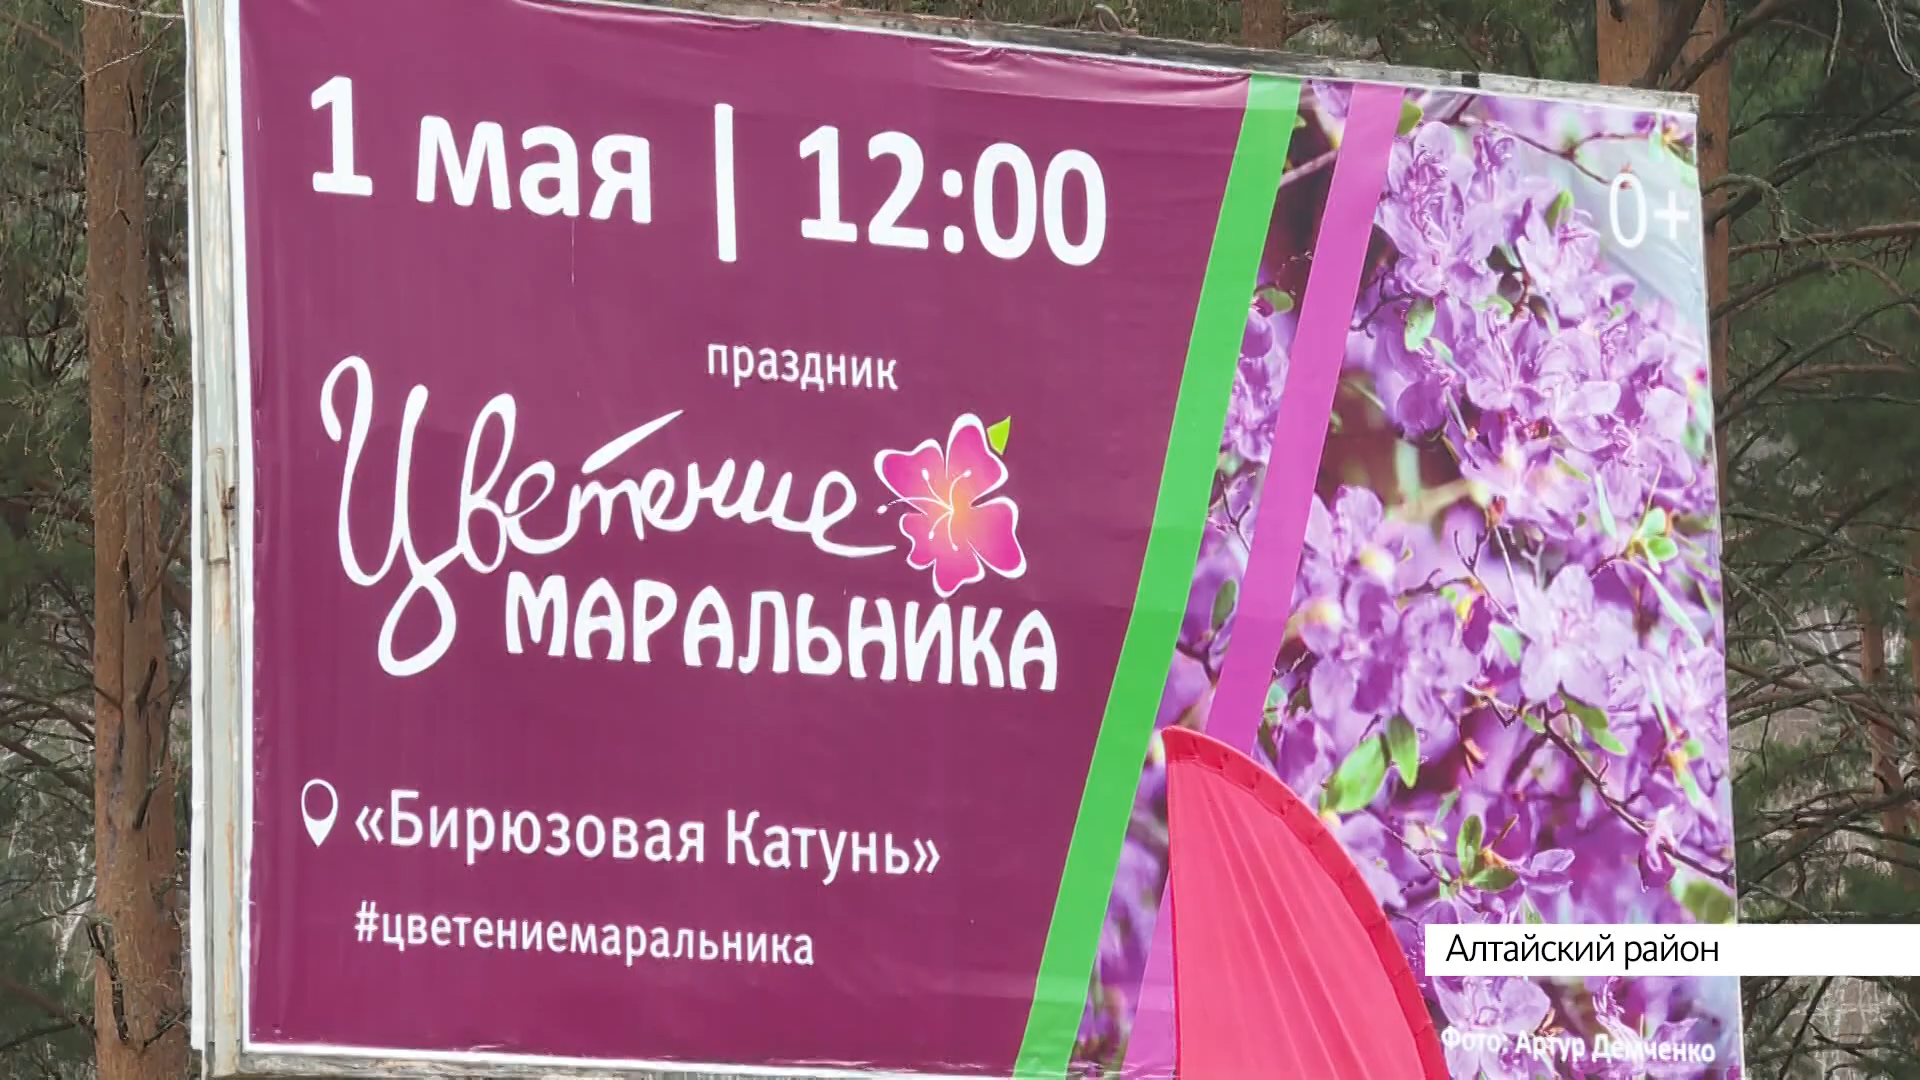 1 мая | 12:00
0+
праздник
Цветение
МАРАЛЬНИКА
«Бирюзовая Катунь»
#цветениемаральника
Алтайский район
Фото: Артур Демченко